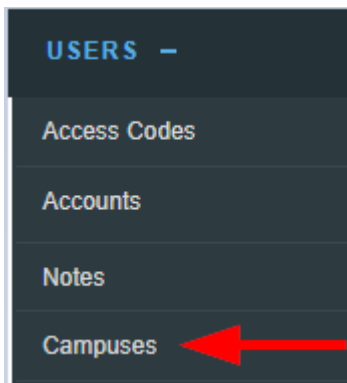 USERS –
Access Codes
Accounts
Notes
Campuses